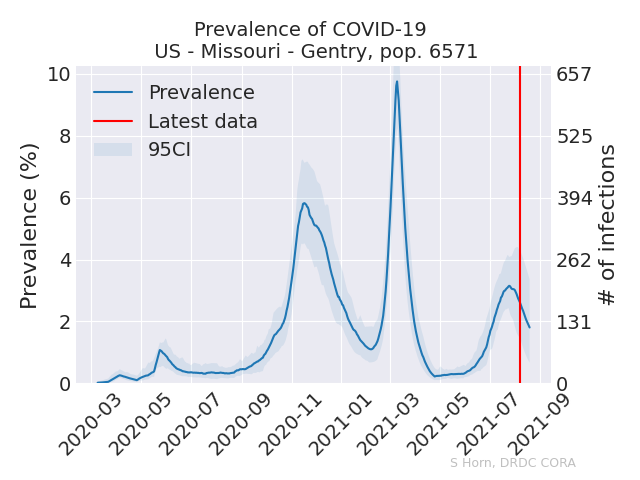 Prevalence of COVID-19
US - Missouri - Gentry, pop. 6571
Prevalence (%)
10
8
6
4
2
0
Prevalence
Latest data
95CI
657
525
394
262
131
0
# of infections
2020-03
2020-05
2020-07
2020-09
2020-11
2021-01
2021-03
2021-05
2021-07
2021-09
S Horn, DRDC CORA